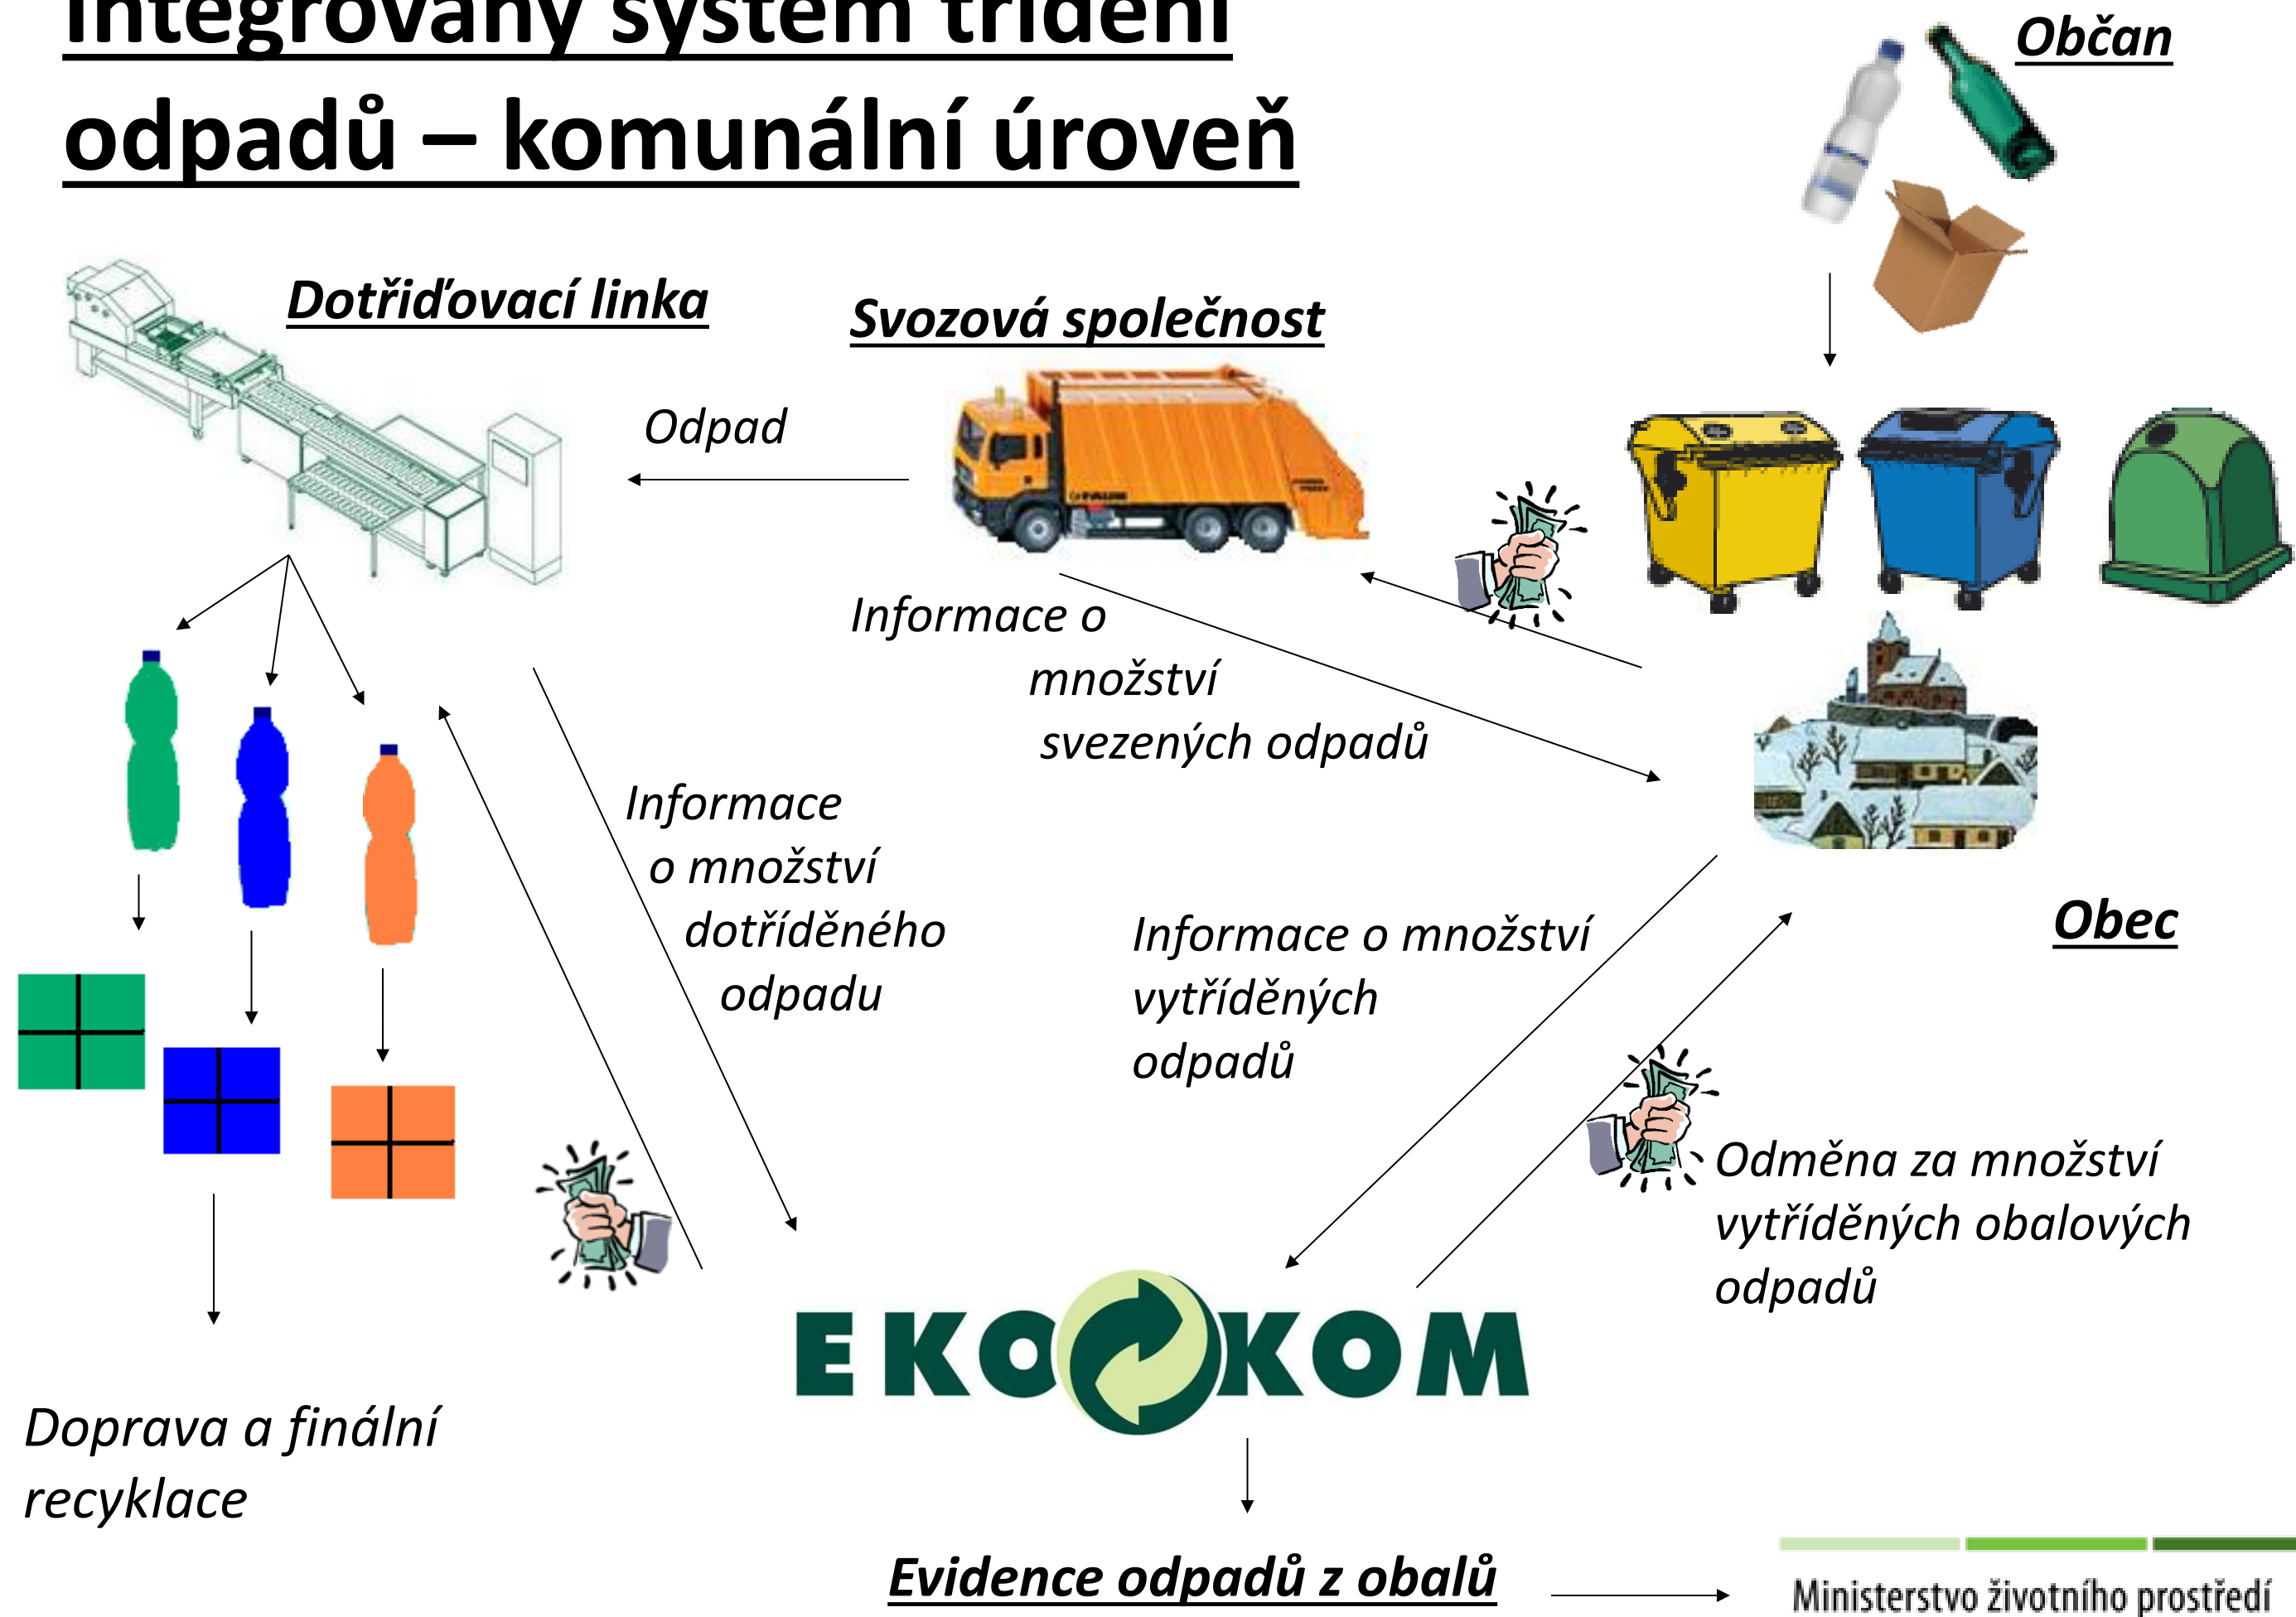 Integrovaný systém třídění
odpadů – komunální úroveň
Občan
Dotřiďovací linka
Svozová společnost
Odpad
Informace o
množství
svezených odpadů
Informace
o množství
dotříděného
odpadu
Informace o množství
vytříděných
odpadů
Obec
Odměna za množství
vytříděných obalových
odpadů
EKO KOM
Doprava a finální
recyklace
Evidence odpadů z obalů
Ministerstvo životního prostředí